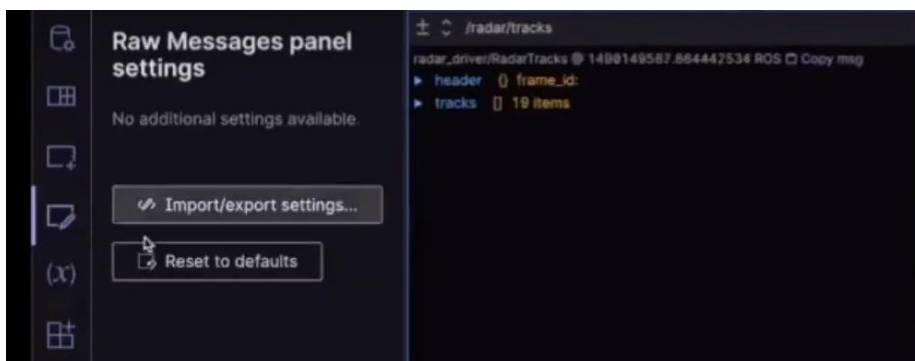 Raw Messages panel
settings
No additional settings available.
Import/export settings...
Reset to defaults
(x)
/radar/tracks
radar_driver/RadarTracks @ 1490149587.864442534 ROS Copy msg
header {} frame_id:
tracks [] 19 items